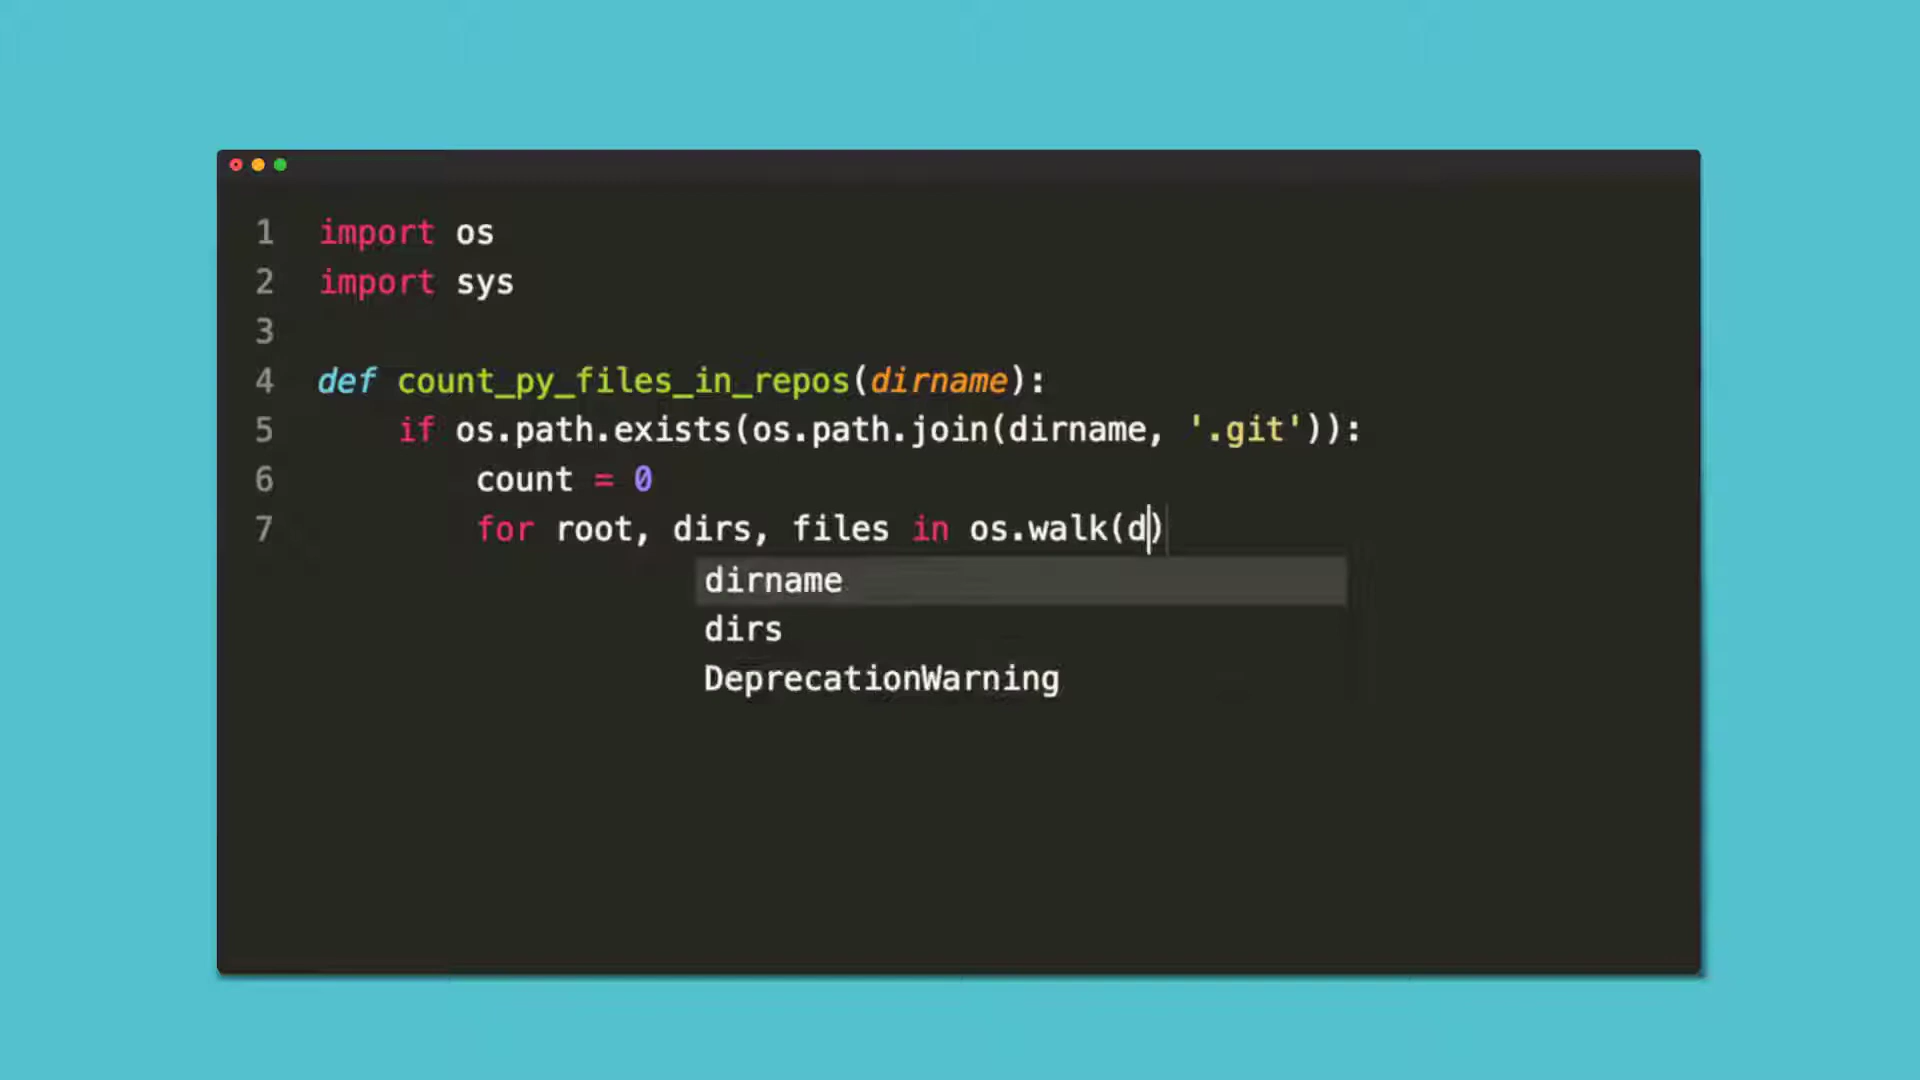 1 import os
2 import sys
3
4 def count_py_files_in_repos(dirname):
5 if os.path.exists(os.path.join(dirname, '.git')):
6 count = 0
7 for root, dirs, files in os.walk(d)
dirname
dirs
DeprecationWarning